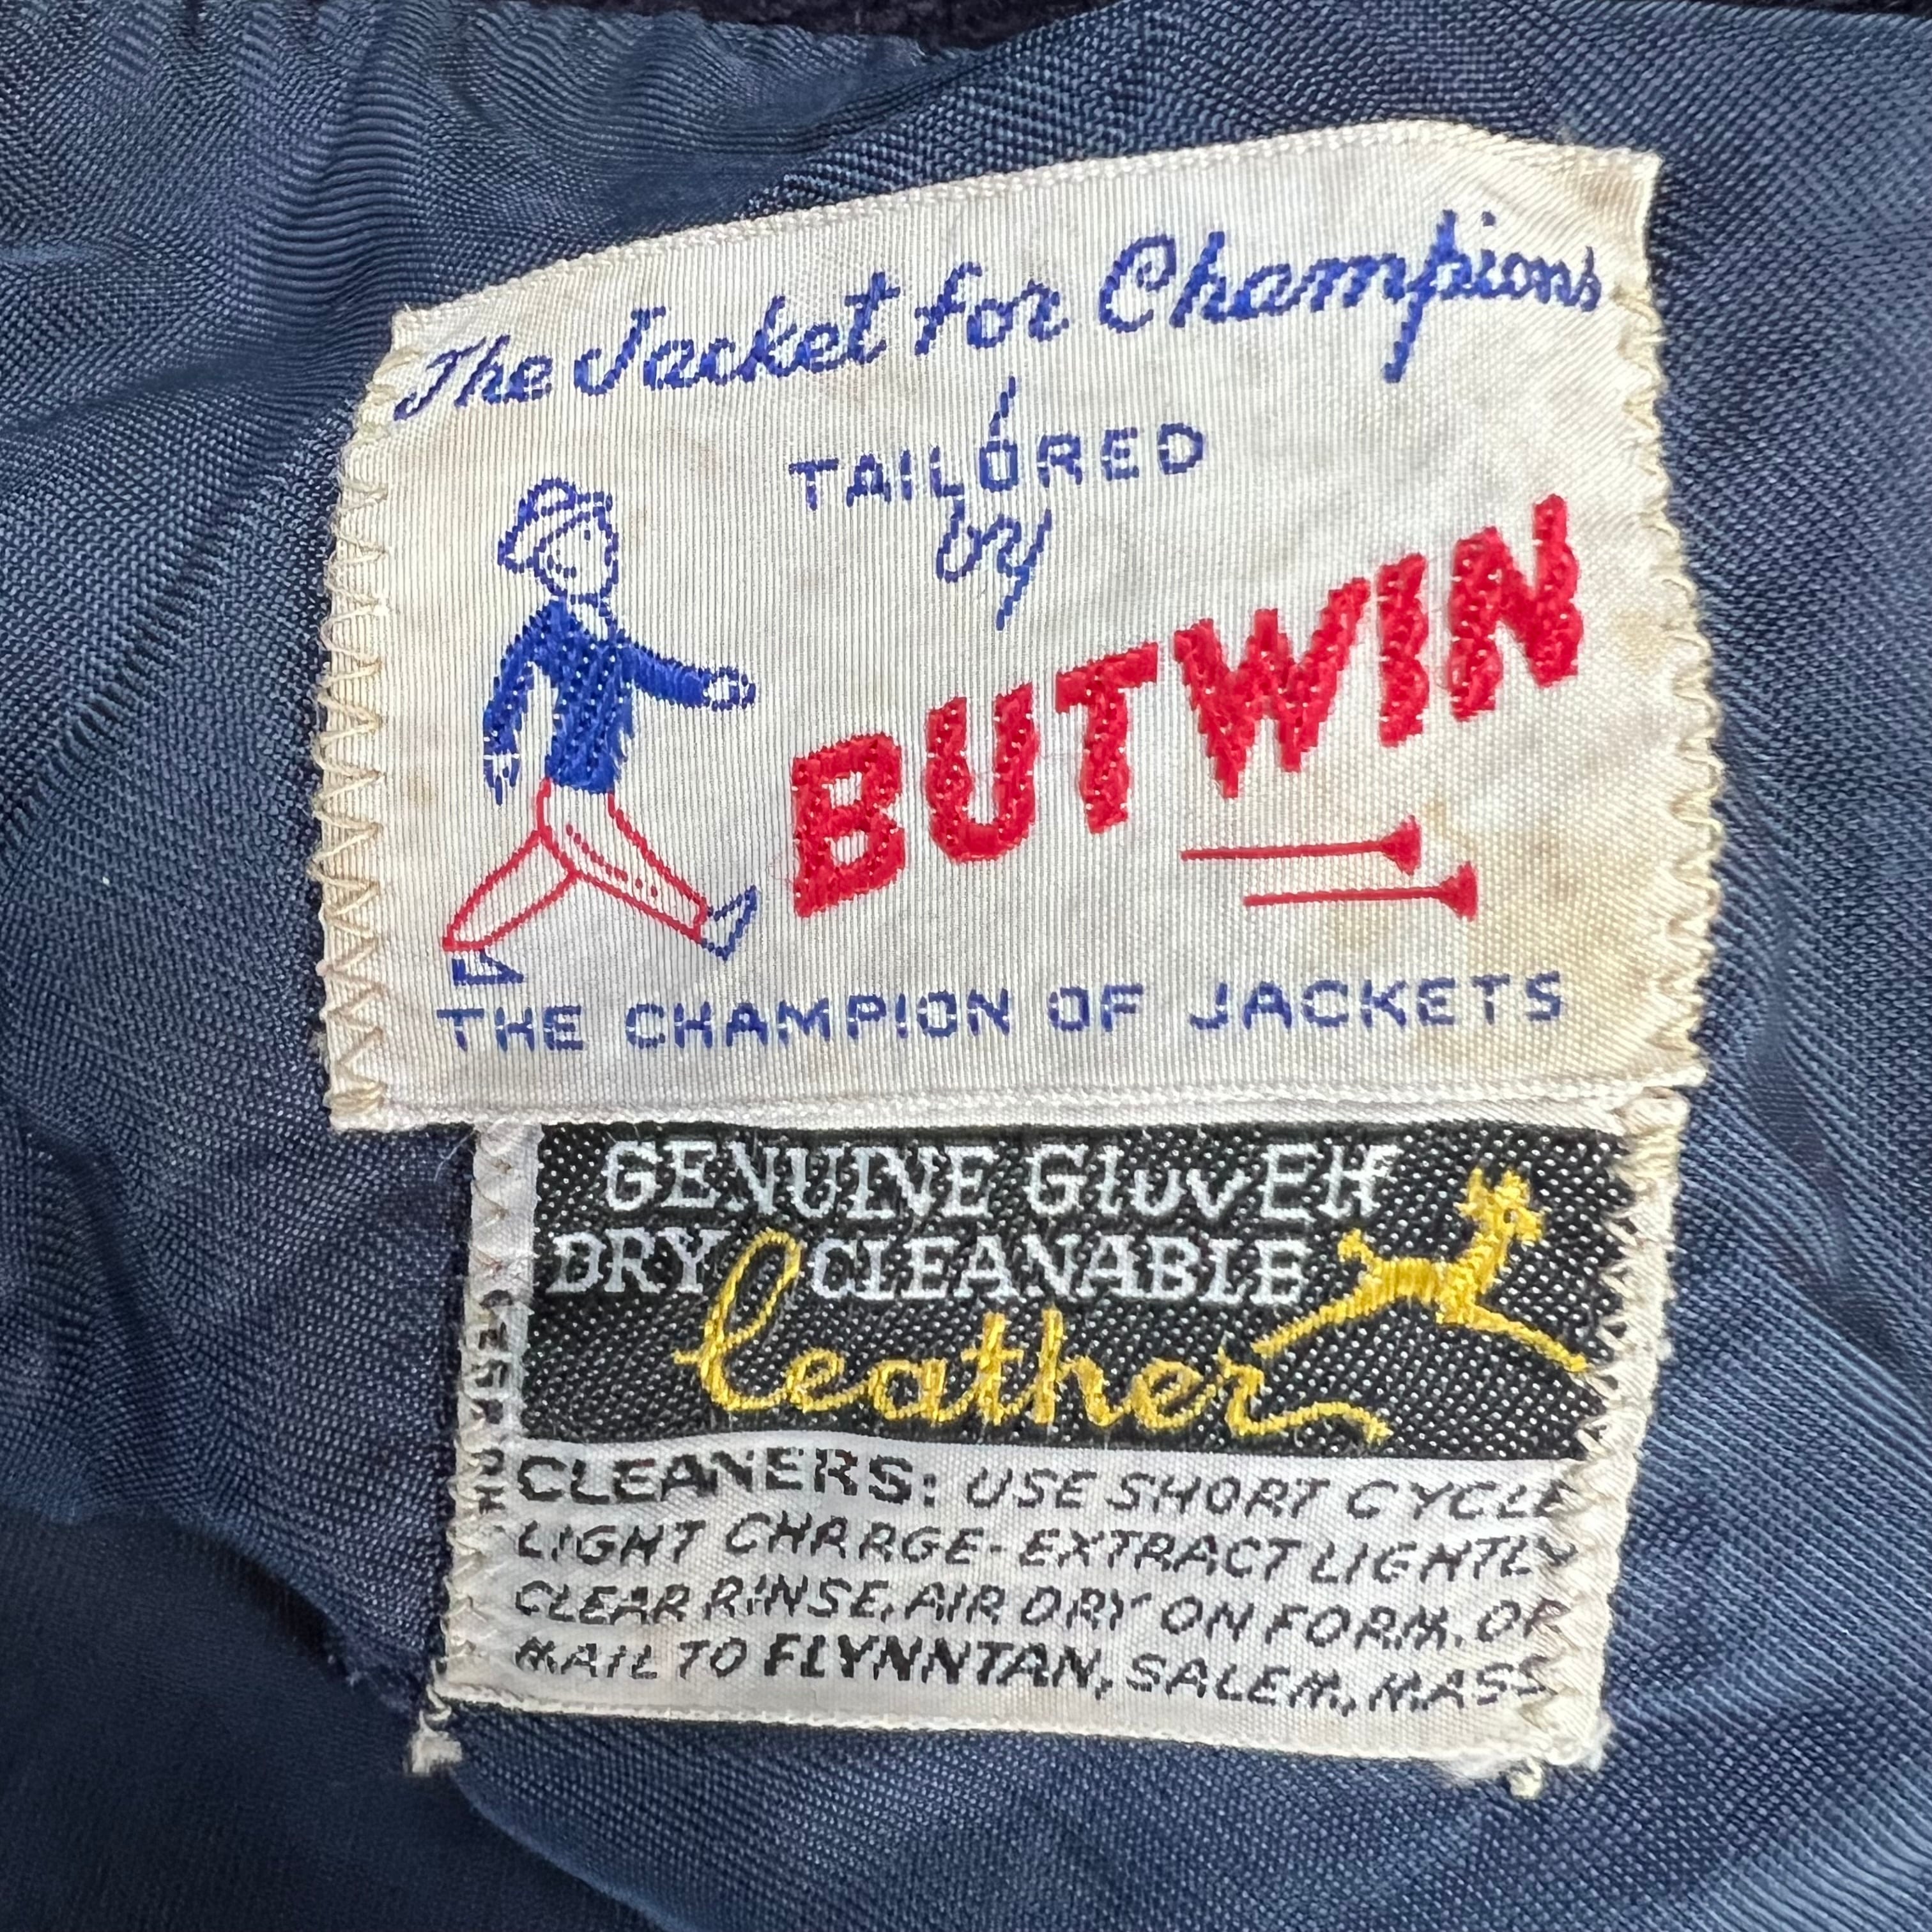 The Jacket for Champions
TAILORED
by
BUTWIN
THE CHAMPION OF JACKETS
GENUINE GlovER
DRY CLEANABLE
leather
CLEANERS: USE SHORT CYCLE
LIGHT CHARGE-EXTRACT LIGHTLY
CLEAR RINSE, AIR DRY ON FORM. OR
MAIL TO FLYNNTAN, SALEM, MASS.